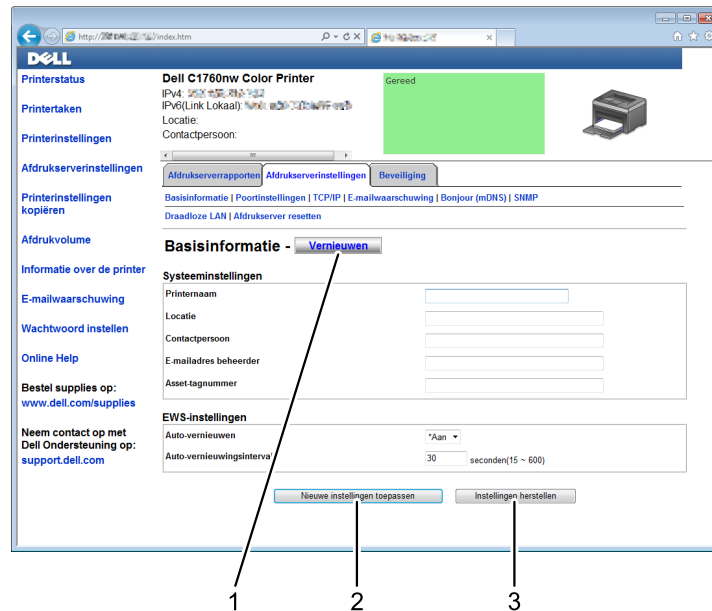 http://
/index.htm
DELL
Printerstatus
Printertaken
Printerinstellingen
Afdrukserverinstellingen
Printerinstellingen
kopiëren
Afdrukvolume
Informatie over de printer
E-mailwaarschuwing
Wachtwoord instellen
Online Help
Bestel supplies op:
www.dell.com/supplies
Neem contact op met
Dell Ondersteuning op:
support.dell.com
Dell C1760nw Color Printer
IPv4:
IPv6(Link Lokaal):
Locatie:
Contactpersoon:
Gereed
Afdrukserverrapporten Afdrukserverinstellingen Beveiliging
Basisinformatie | Poortinstellingen | TCP/IP | E-mailwaarschuwing | Bonjour (mDNS) | SNMP
Draadloze LAN | Afdrukserver resetten
Basisinformatie - Vernieuwen
Systeeminstellingen
Printernaam
Locatie
Contactpersoon
E-mailadres beheerder
Asset-tagnummer
EWS-instellingen
Auto-vernieuwen *Aan
Auto-vernieuwingsinterval 30 seconden(15 ~ 600)
Nieuwe instellingen toepassen Instellingen herstellen
1 2 3